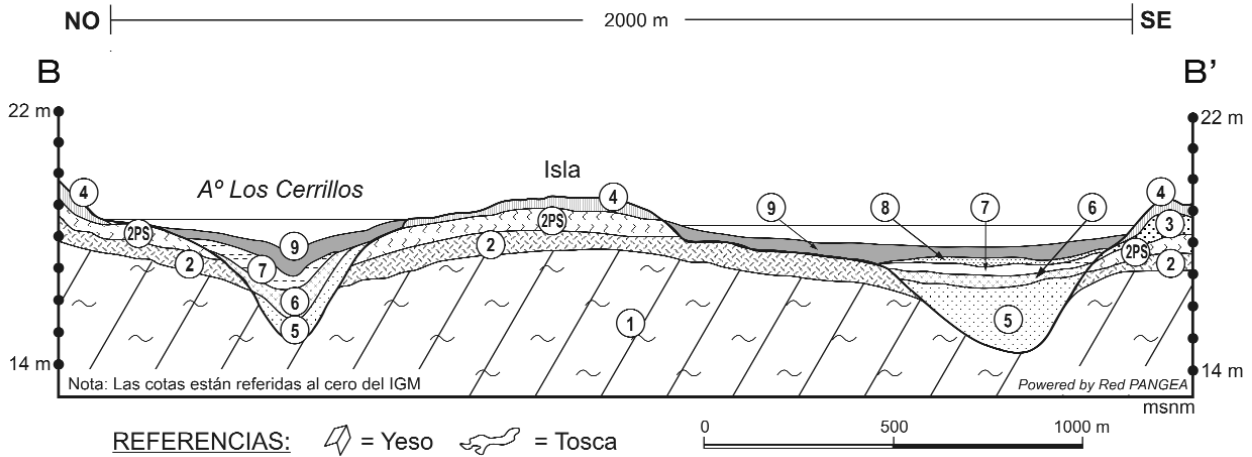 NO 2000 m SE
B B'
22 m 22 m
4 Aº Los Cerrillos Isla 4 9 8 7 6 4
2PS 9 2PS 3
2 7 2 2PS 2
6
5 1 5
14 m 14 m
Nota: Las cotas están referidas al cero del IGM Powered by Red PANGEA
msnm
REFERENCIAS: = Yeso = Tosca 0 500 1000 m